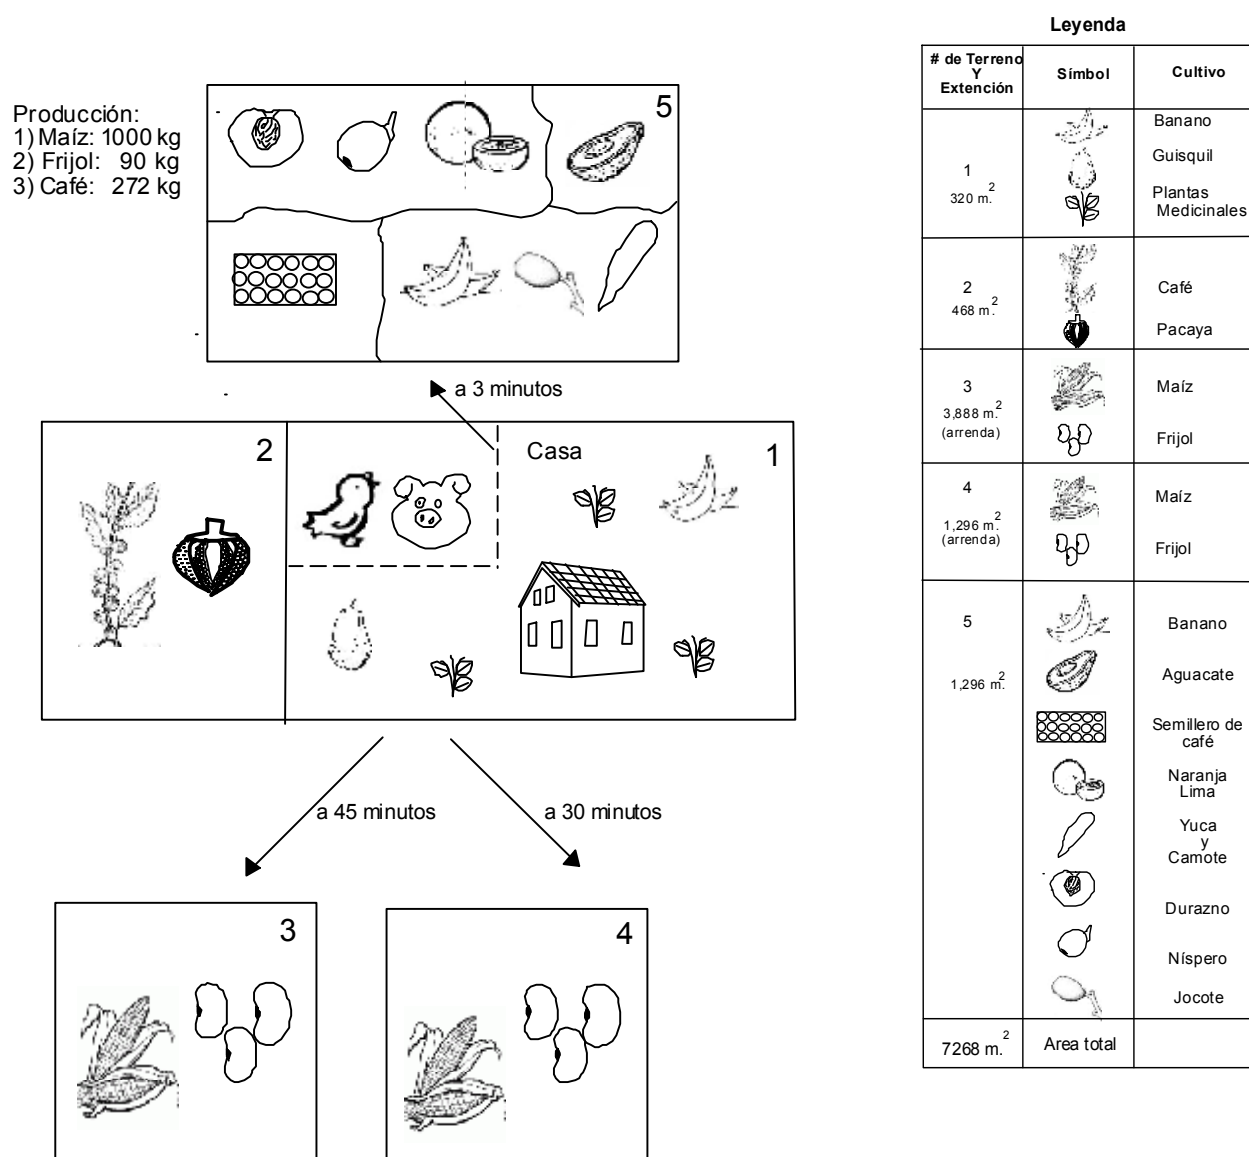 Producción:
1) Maíz: 1000 kg
2) Frijol: 90 kg
3) Café: 272 kg
5
a 3 minutos
2
Casa
1
a 45 minutos
a 30 minutos
3
4
Leyenda
# de Terreno
Y
Extención
Símbol
Cultivo
1
320 m.2
Banano
Guisquil
Plantas
Medicinales
2
468 m.2
Café
Pacaya
3
3,888 m.2
(arrenda)
Maíz
Frijol
4
1,296 m.2
(arrenda)
Maíz
Frijol
5
1,296 m.2
Banano
Aguacate
Semillero de
café
Naranja
Lima
Yuca
y
Camote
Durazno
Níspero
Jocote
7268 m.2
Area total